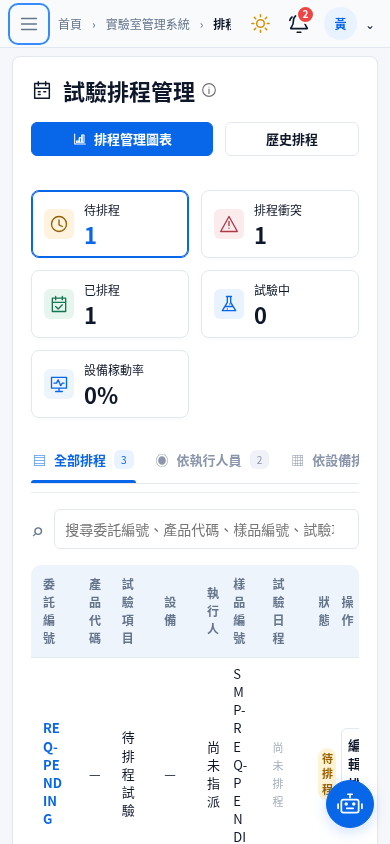 首頁 › 實驗室管理系統 › 排程
2
黃
試驗排程管理
排程管理圖表
歷史排程
待排程
1
排程衝突
1
已排程
1
試驗中
0
設備稼動率
0%
全部排程 3
依執行人員 2
依設備排
搜尋委託編號、產品代碼、樣品編號、試驗
委託編號
產品代碼
試驗項目
設備
執行人
樣品編號
試驗日程
狀態
操作
REQ-PENDING
—
待排程試驗
—
尚未指派
SMP-REQ-PENDI
尚未排程
待排程
編輯